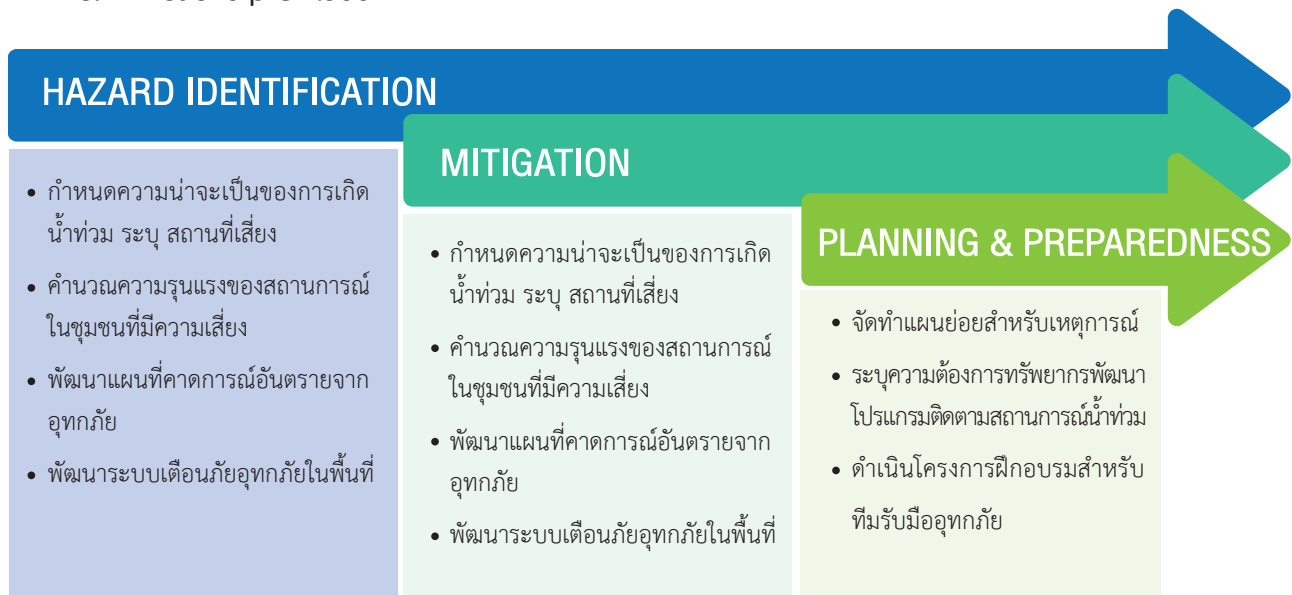 HAZARD IDENTIFICATION
• กำหนดความน่าจะเป็นของการเกิด
น้ำท่วม ระบุ สถานที่เสี่ยง
• คำนวณความรุนแรงของสถานการณ์
ในชุมชนที่มีความเสี่ยง
• พัฒนาแผนที่คาดการณ์อันตรายจาก
อุทกภัย
• พัฒนาระบบเตือนภัยอุทกภัยในพื้นที่
MITIGATION
• กำหนดความน่าจะเป็นของการเกิด
น้ำท่วม ระบุ สถานที่เสี่ยง
• คำนวณความรุนแรงของสถานการณ์
ในชุมชนที่มีความเสี่ยง
• พัฒนาแผนที่คาดการณ์อันตรายจาก
อุทกภัย
• พัฒนาระบบเตือนภัยอุทกภัยในพื้นที่
PLANNING & PREPAREDNESS
• จัดทำแผนย่อยสำหรับเหตุการณ์
• ระบุความต้องการทรัพยากรพัฒนา
โปรแกรมติดตามสถานการณ์น้ำท่วม
• ดำเนินโครงการฝึกอบรมสำหรับ
ทีมรับมืออุทกภัย